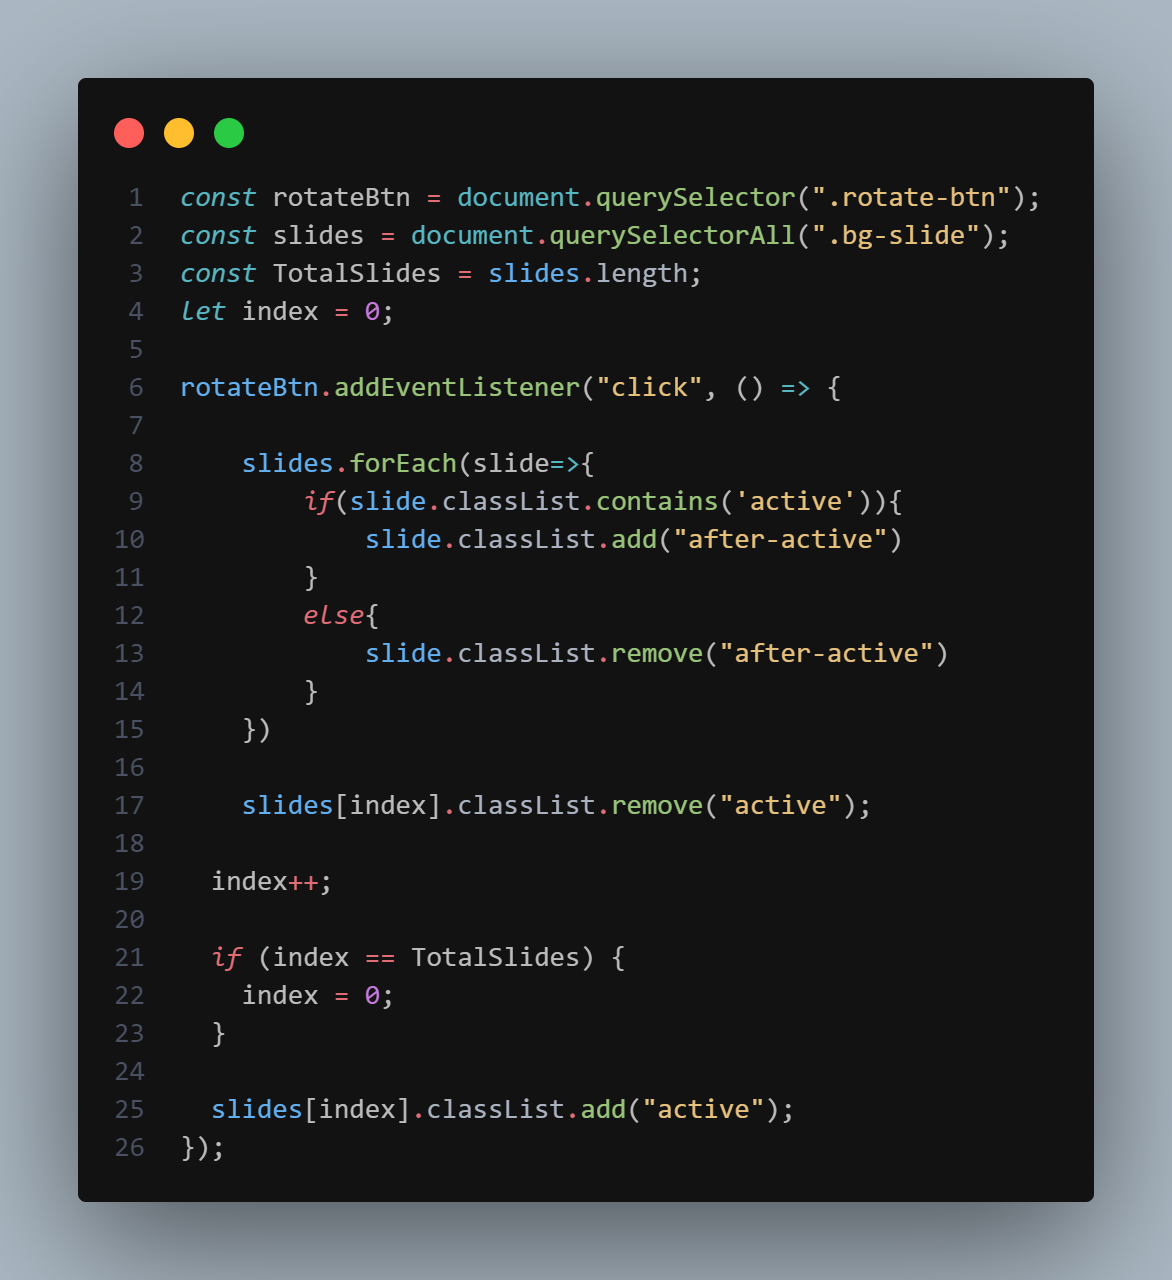 1 const rotateBtn = document.querySelector(".rotate-btn");
2 const slides = document.querySelectorAll(".bg-slide");
3 const TotalSlides = slides.length;
4 let index = 0;
5
6 rotateBtn.addEventListener("click", () => {
7
8     slides.forEach(slide=>{
9         if(slide.classList.contains('active')){
10             slide.classList.add("after-active")
11         }
12         else{
13             slide.classList.remove("after-active")
14         }
15     })
16
17     slides[index].classList.remove("active");
18
19   index++;
20
21   if (index == TotalSlides) {
22     index = 0;
23   }
24
25   slides[index].classList.add("active");
26 });